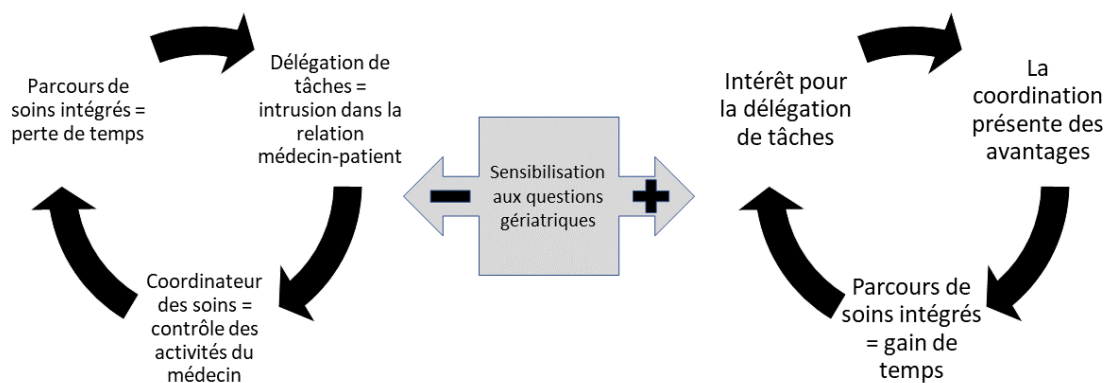 Parcours de
soins intégrés =
perte de temps
Délégation de
tâches =
intrusion dans la
relation
médecin-patient
Coordinateur
des soins =
contrôle des
activités du
médecin
Sensibilisation
aux questions
gériatriques
Intérêt pour
la délégation
de tâches
La
coordination
présente des
avantages
Parcours de
soins intégrés
= gain de
temps